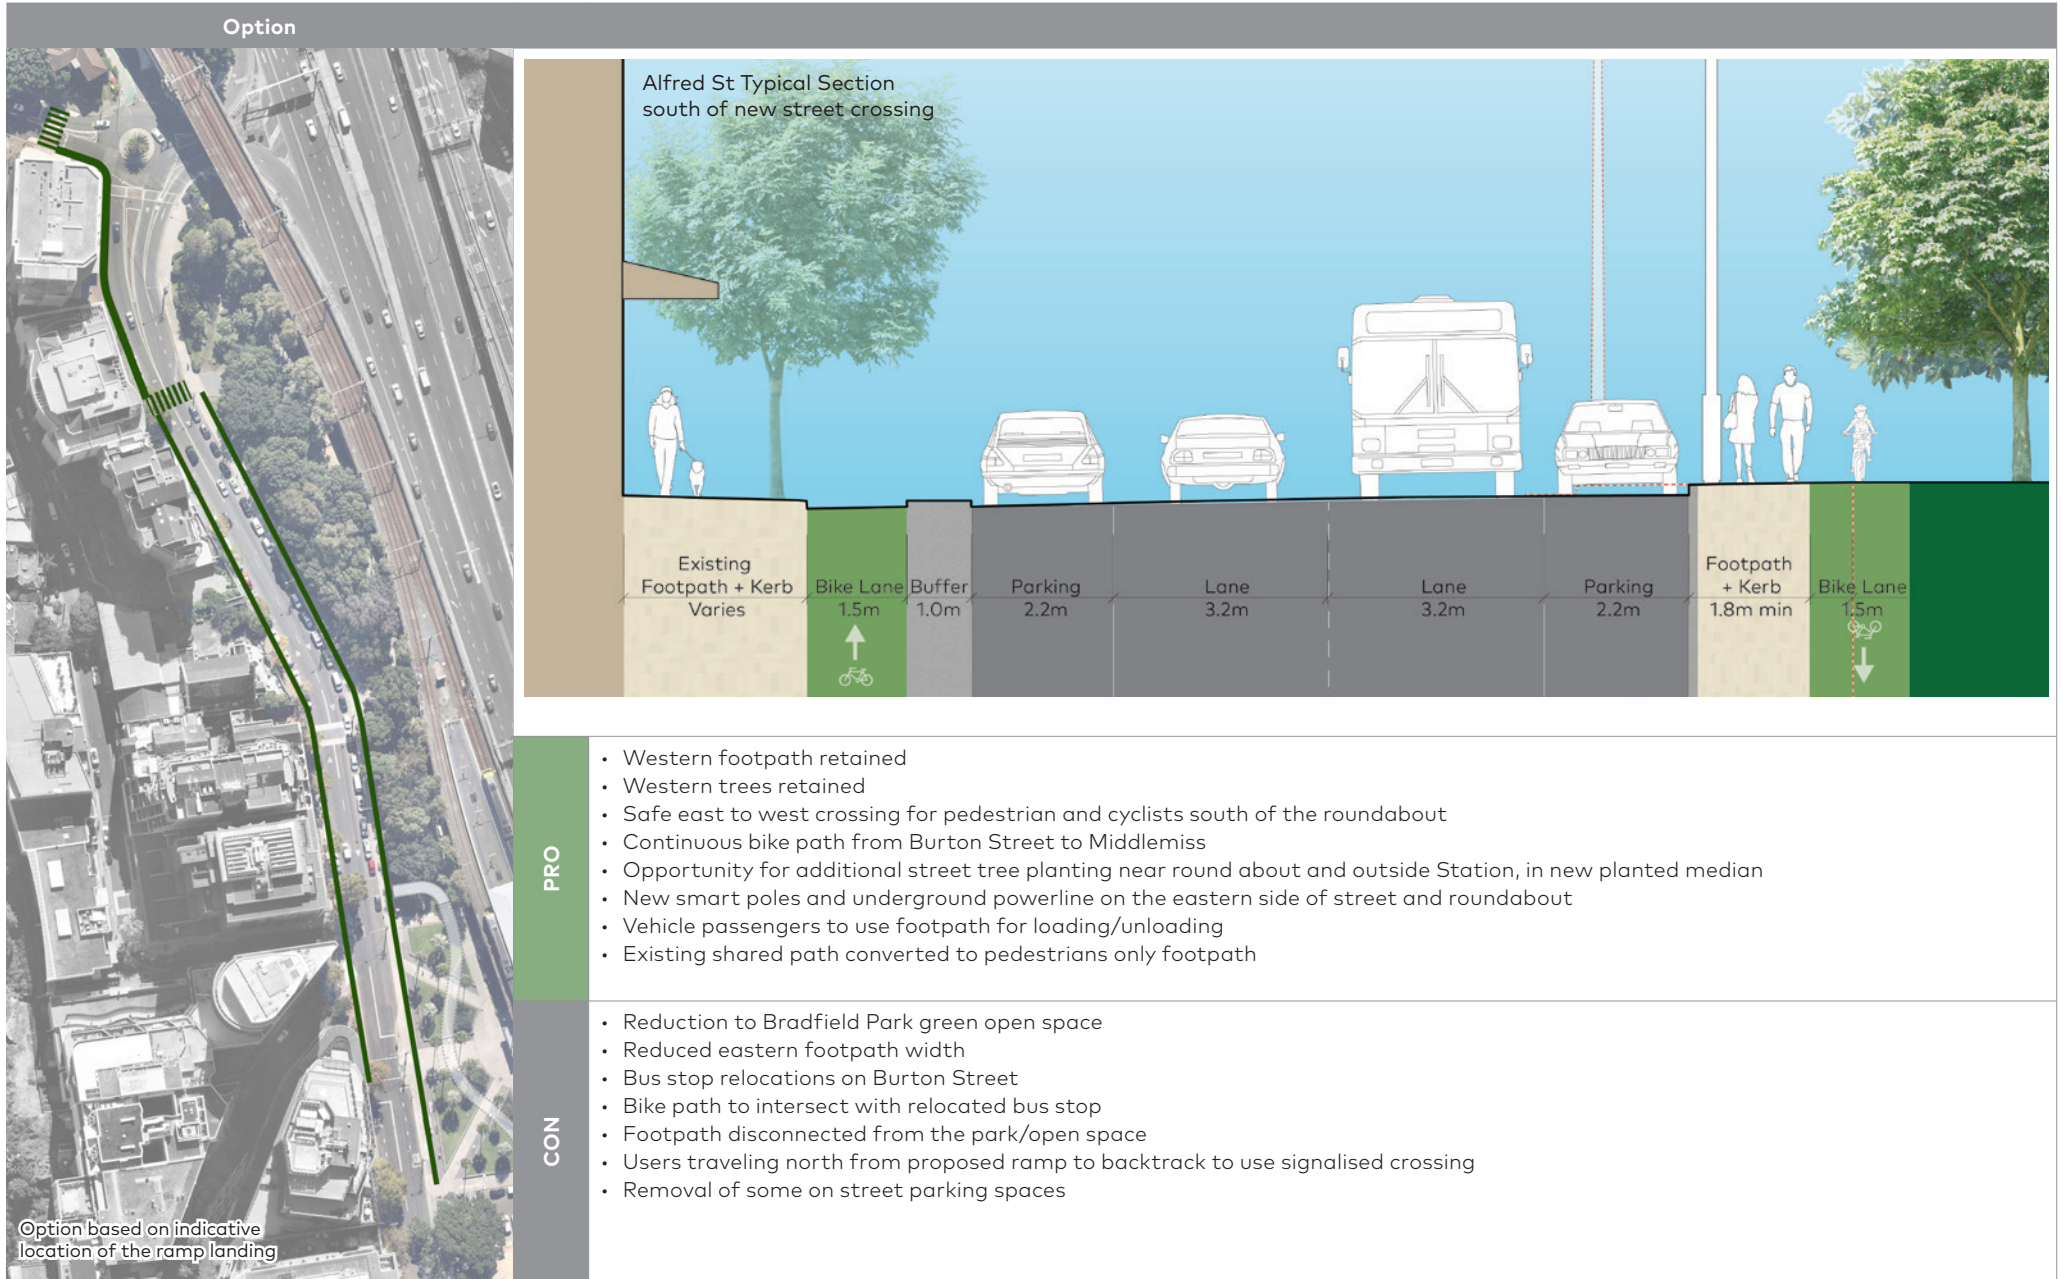 Option
Alfred St Typical Section
south of new street crossing
Existing
Footpath + Kerb
Varies
Bike Lane
1.5m
Buffer
1.0m
Parking
2.2m
Lane
3.2m
Lane
3.2m
Parking
2.2m
Footpath
+ Kerb
1.8m min
Bike Lane
1.5m
PRO
• Western footpath retained
• Western trees retained
• Safe east to west crossing for pedestrian and cyclists south of the roundabout
• Continuous bike path from Burton Street to Middlemiss
• Opportunity for additional street tree planting near round about and outside Station, in new planted median
• New smart poles and underground powerline on the eastern side of street and roundabout
• Vehicle passengers to use footpath for loading/unloading
• Existing shared path converted to pedestrians only footpath
CON
• Reduction to Bradfield Park green open space
• Reduced eastern footpath width
• Bus stop relocations on Burton Street
• Bike path to intersect with relocated bus stop
• Footpath disconnected from the park/open space
• Users traveling north from proposed ramp to backtrack to use signalised crossing
• Removal of some on street parking spaces
Option based on indicative
location of the ramp landing